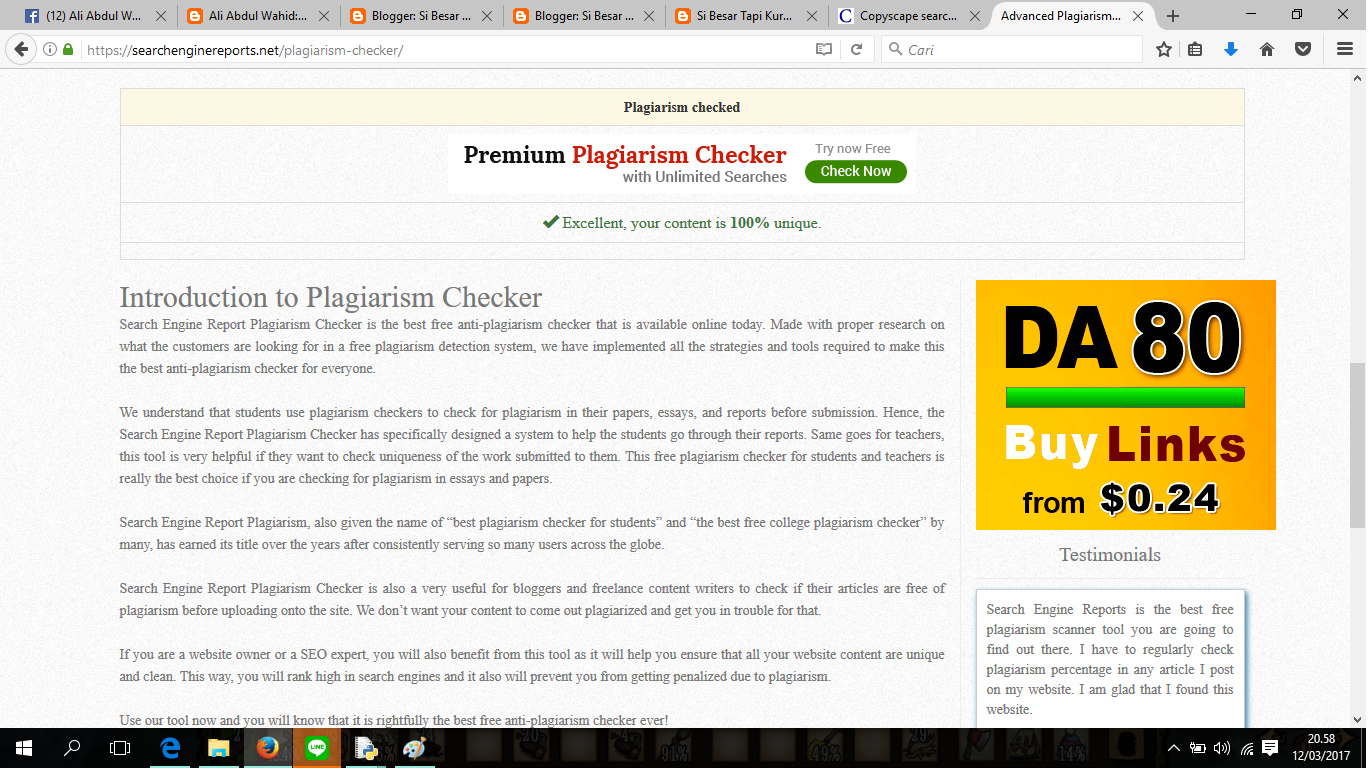 (12) Ali Abdul W...
Ali Abdul Wahid:...
Blogger: Si Besar ...
Blogger: Si Besar ...
Si Besar Tapi Kur...
Copyscape searc...
Advanced Plagiarism...
https://searchenginereports.net/plagiarism-checker/
Cari
Plagiarism checked
Premium Plagiarism Checker
with Unlimited Searches
Try now Free
Check Now
Excellent, your content is 100% unique.
Introduction to Plagiarism Checker
Search Engine Report Plagiarism Checker is the best free anti-plagiarism checker that is available online today. Made with proper research on
what the customers are looking for in a free plagiarism detection system, we have implemented all the strategies and tools required to make this
the best anti-plagiarism checker for everyone.
We understand that students use plagiarism checkers to check for plagiarism in their papers, essays, and reports before submission. Hence, the
Search Engine Report Plagiarism Checker has specifically designed a system to help the students go through their reports. Same goes for teachers,
this tool is very helpful if they want to check uniqueness of the work submitted to them. This free plagiarism checker for students and teachers is
really the best choice if you are checking for plagiarism in essays and papers.
Search Engine Report Plagiarism, also given the name of “best plagiarism checker for students” and “the best free college plagiarism checker” by
many, has earned its title over the years after consistently serving so many users across the globe.
Search Engine Report Plagiarism Checker is also a very useful for bloggers and freelance content writers to check if their articles are free of
plagiarism before uploading onto the site. We don’t want your content to come out plagiarized and get you in trouble for that.
If you are a website owner or a SEO expert, you will also benefit from this tool as it will help you ensure that all your website content are unique
and clean. This way, you will rank high in search engines and it also will prevent you from getting penalized due to plagiarism.
Use our tool now and you will know that it is rightfully the best free anti-plagiarism checker ever!
DA 80
Buy Links
from $0.24
Testimonials
Search Engine Reports is the best free
plagiarism scanner tool you are going to
find out there. I have to regularly check
plagiarism percentage in any article I post
on my website. I am glad that I found this
website.
LINE
20.58
12/03/2017